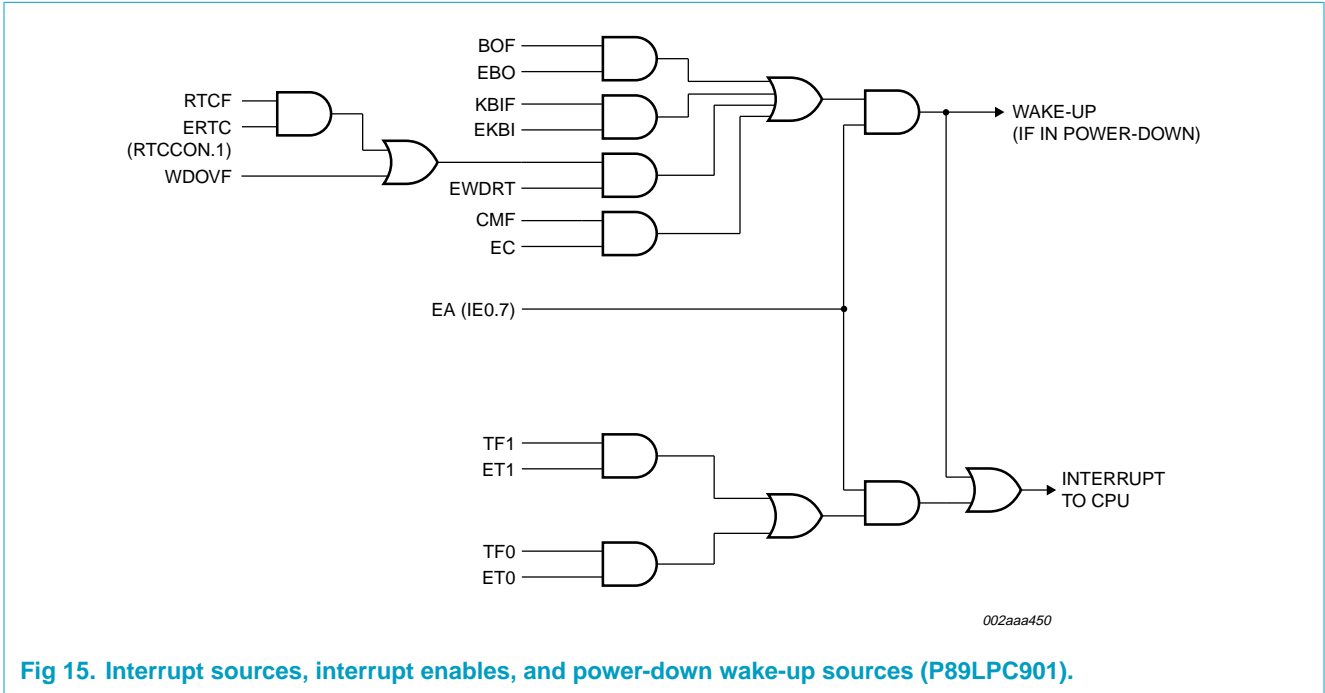 BOF
EBO
RTCF
KBIF
ERTC
EKBI
(RTCCON.1)
WDOVF
EWDRT
CMF
EC
WAKE-UP
(IF IN POWER-DOWN)
EA (IE0.7)
TF1
ET1
INTERRUPT
TO CPU
TF0
ET0
002aaa450
Fig 15. Interrupt sources, interrupt enables, and power-down wake-up sources (P89LPC901).